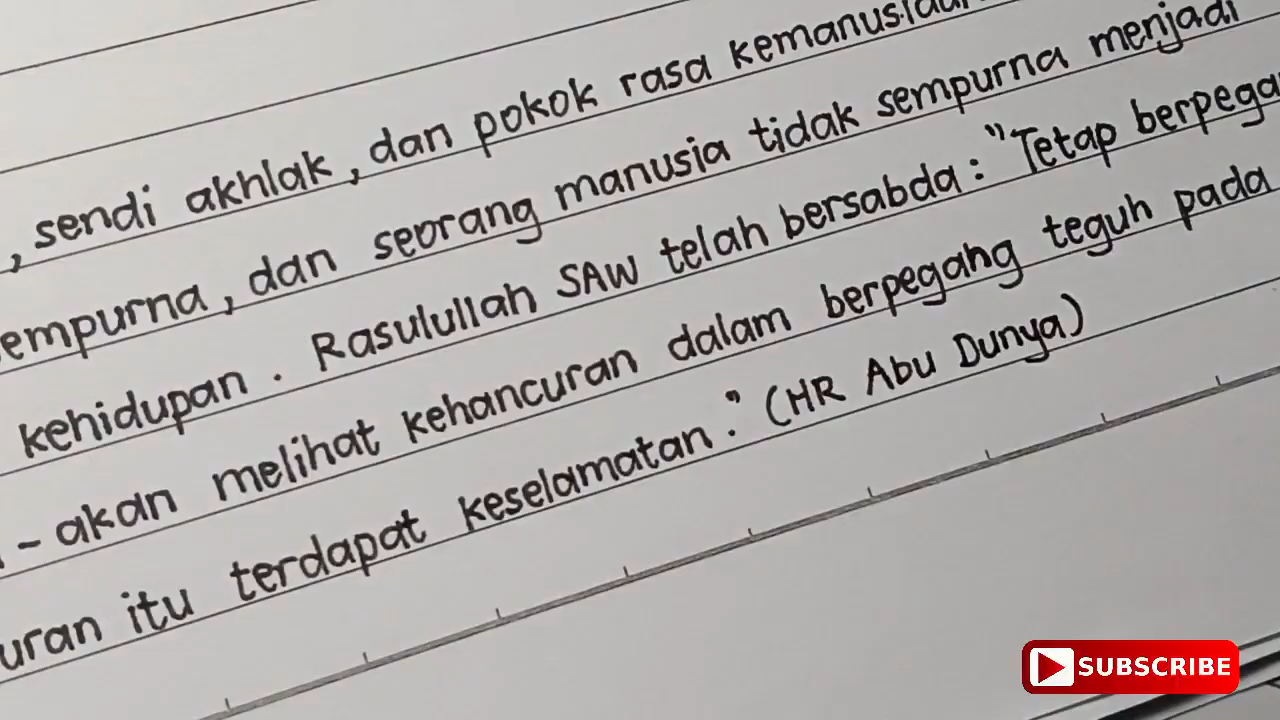 , sendi akhlak, dan pokok rasa
empurna, dan seorang manusia tidak sempurna menjadi
kehidupan. Rasulullah SAW telah bersabda: "Tetap berpega
- akan melihat kehancuran dalam berpegang teguh pada
uran itu terdapat keselamatan." (HR Abu Dunya)
SUBSCRIBE